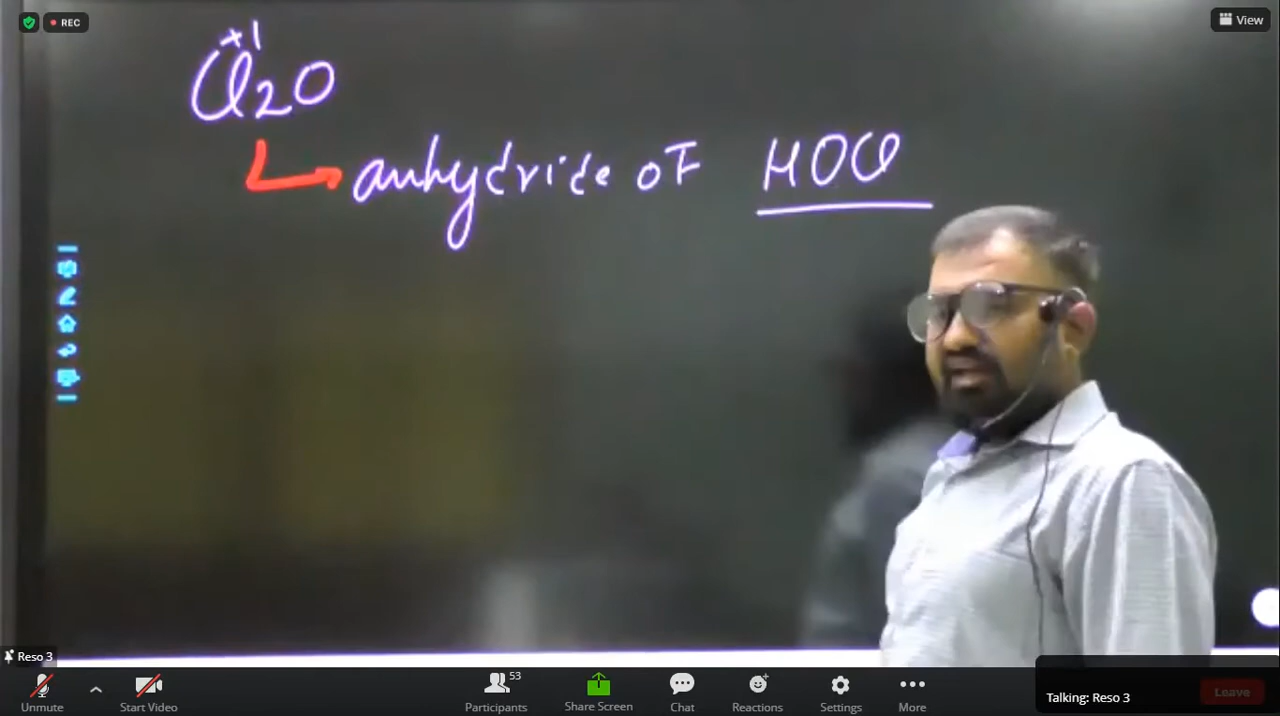 REC
View
+1
Cl2O
anhydride of HOCl
Reso 3
Unmute
Start Video
Participants
53
Share Screen
Chat
Reactions
Settings
More
Talking: Reso 3
Leave